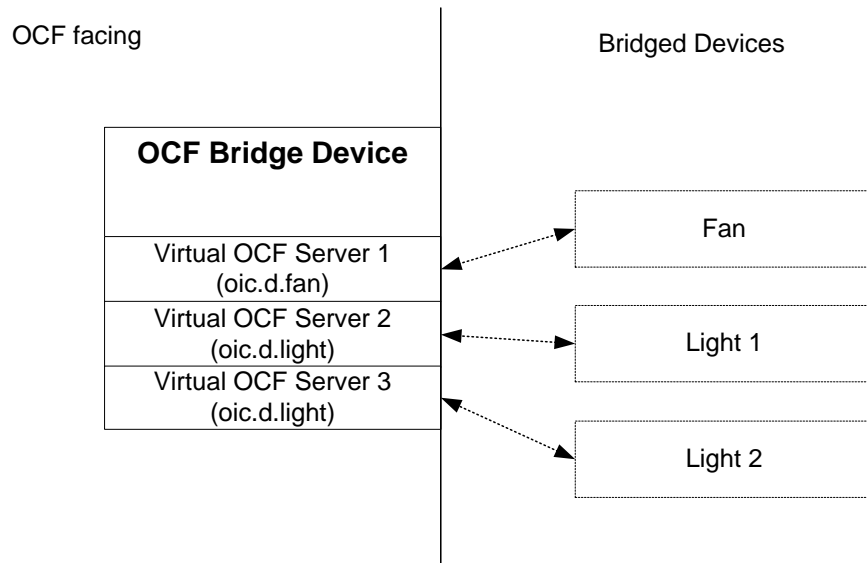 OCF facing
Bridged Devices
OCF Bridge Device
Virtual OCF Server 1
(oic.d.fan)
Virtual OCF Server 2
(oic.d.light)
Virtual OCF Server 3
(oic.d.light)
Fan
Light 1
Light 2